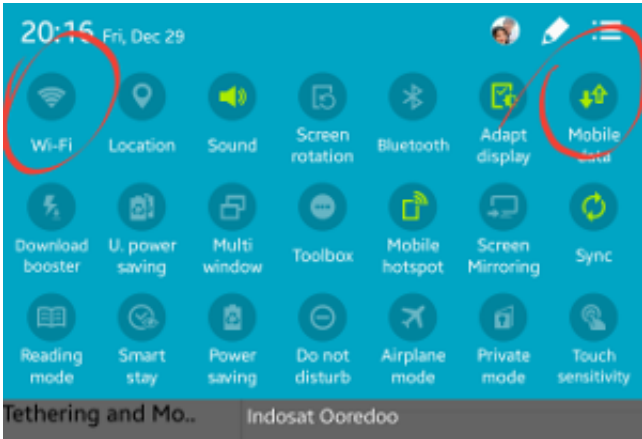 20:16 Fri, Dec 29
Wi-Fi Location Sound Screen rotation Bluetooth Adapt display Mobile data
Download booster U. power saving Multi window Toolbox Mobile hotspot Screen Mirroring Sync
Reading mode Smart stay Power saving Do not disturb Airplane mode Private mode Touch sensitivity
Tethering and Mo.. Indosat Ooredoo